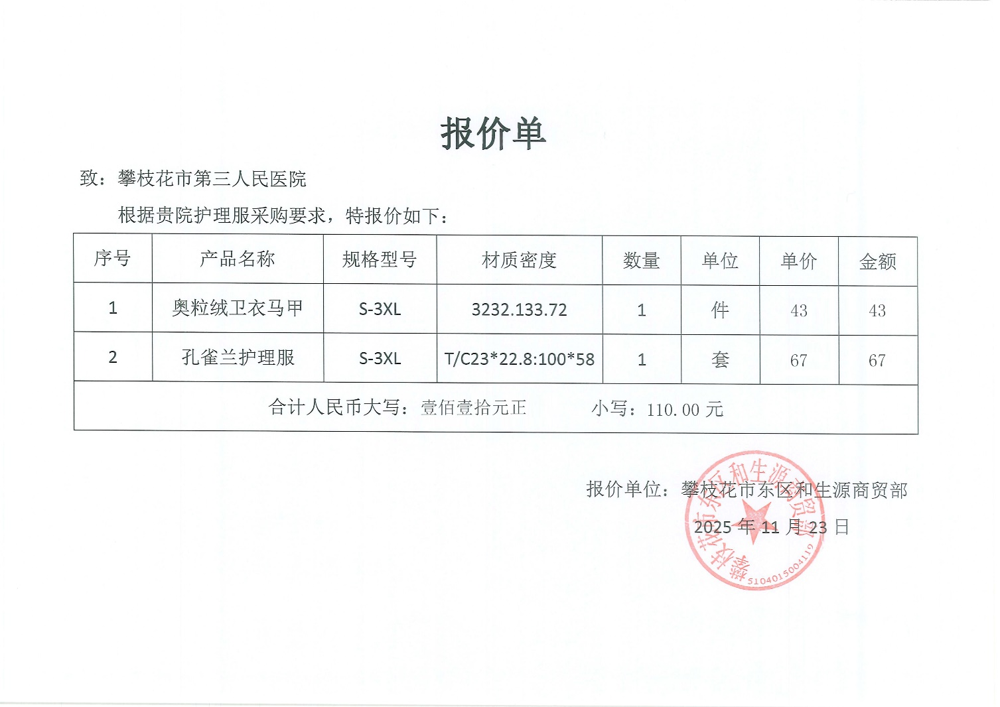 报价单
致：攀枝花市第三人民医院
根据贵院护理服采购要求，特报价如下：
序号 产品名称 规格型号 材质密度 数量 单位 单价 金额
1 奥粒绒卫衣马甲 S-3XL 3232.133.72 1 件 43 43
2 孔雀兰护理服 S-3XL T/C23*22.8:100*58 1 套 67 67
合计人民币大写：壹佰壹拾元正 小写：110.00 元
报价单位：攀枝花市东区和生源商贸部
2025 年 11 月 23 日
攀枝花市东区和生源商贸部
5104015004119